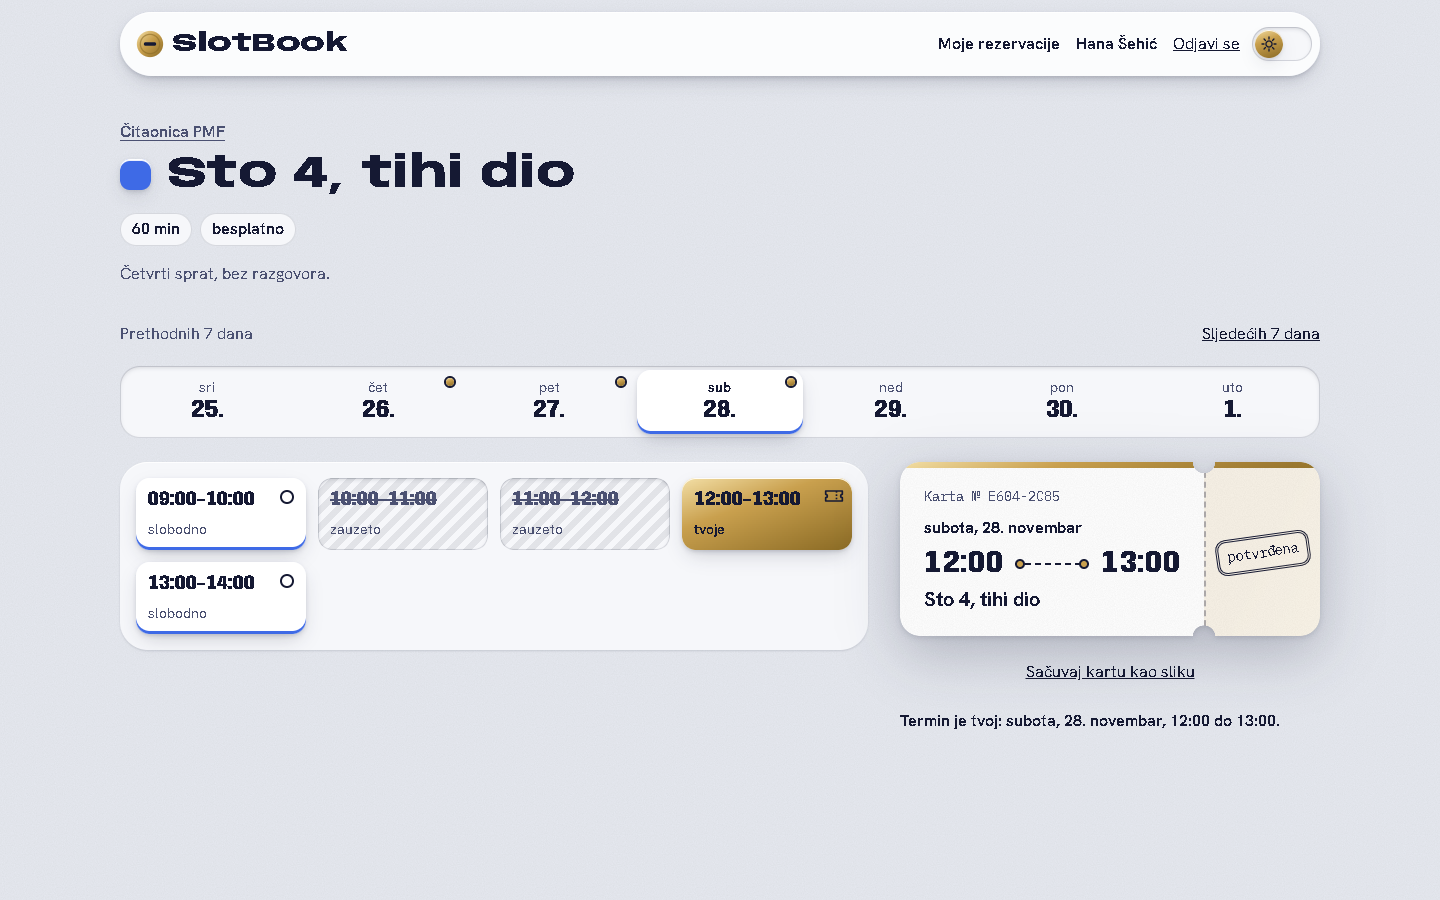 SlotBook
Moje rezervacije Hana Šehić Odjavi se
Čitaonica PMF
Sto 4, tihi dio
60 min besplatno
Četvrti sprat, bez razgovora.
Prethodnih 7 dana Sljedećih 7 dana
sri čet pet sub ned pon uto
25. 26. 27. 28. 29. 30. 1.
09:00–10:00 10:00–11:00 11:00–12:00 12:00–13:00
slobodno zauzeto zauzeto tvoje
13:00–14:00
slobodno
Karta № E604-2C85
subota, 28. novembar
12:00 13:00
Sto 4, tihi dio
potvrđena
Sačuvaj kartu kao sliku
Termin je tvoj: subota, 28. novembar, 12:00 do 13:00.